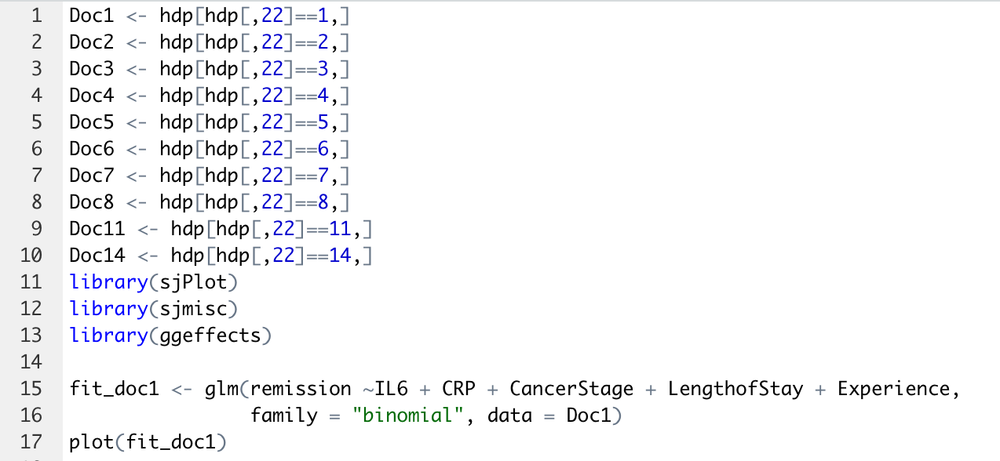 1 Doc1 <- hdp[hdp[,22]==1,]
2 Doc2 <- hdp[hdp[,22]==2,]
3 Doc3 <- hdp[hdp[,22]==3,]
4 Doc4 <- hdp[hdp[,22]==4,]
5 Doc5 <- hdp[hdp[,22]==5,]
6 Doc6 <- hdp[hdp[,22]==6,]
7 Doc7 <- hdp[hdp[,22]==7,]
8 Doc8 <- hdp[hdp[,22]==8,]
9 Doc11 <- hdp[hdp[,22]==11,]
10 Doc14 <- hdp[hdp[,22]==14,]
11 library(sjPlot)
12 library(sjmisc)
13 library(ggeffects)
14
15 fit_doc1 <- glm(remission ~IL6 + CRP + CancerStage + LengthofStay + Experience,
16 family = "binomial", data = Doc1)
17 plot(fit_doc1)